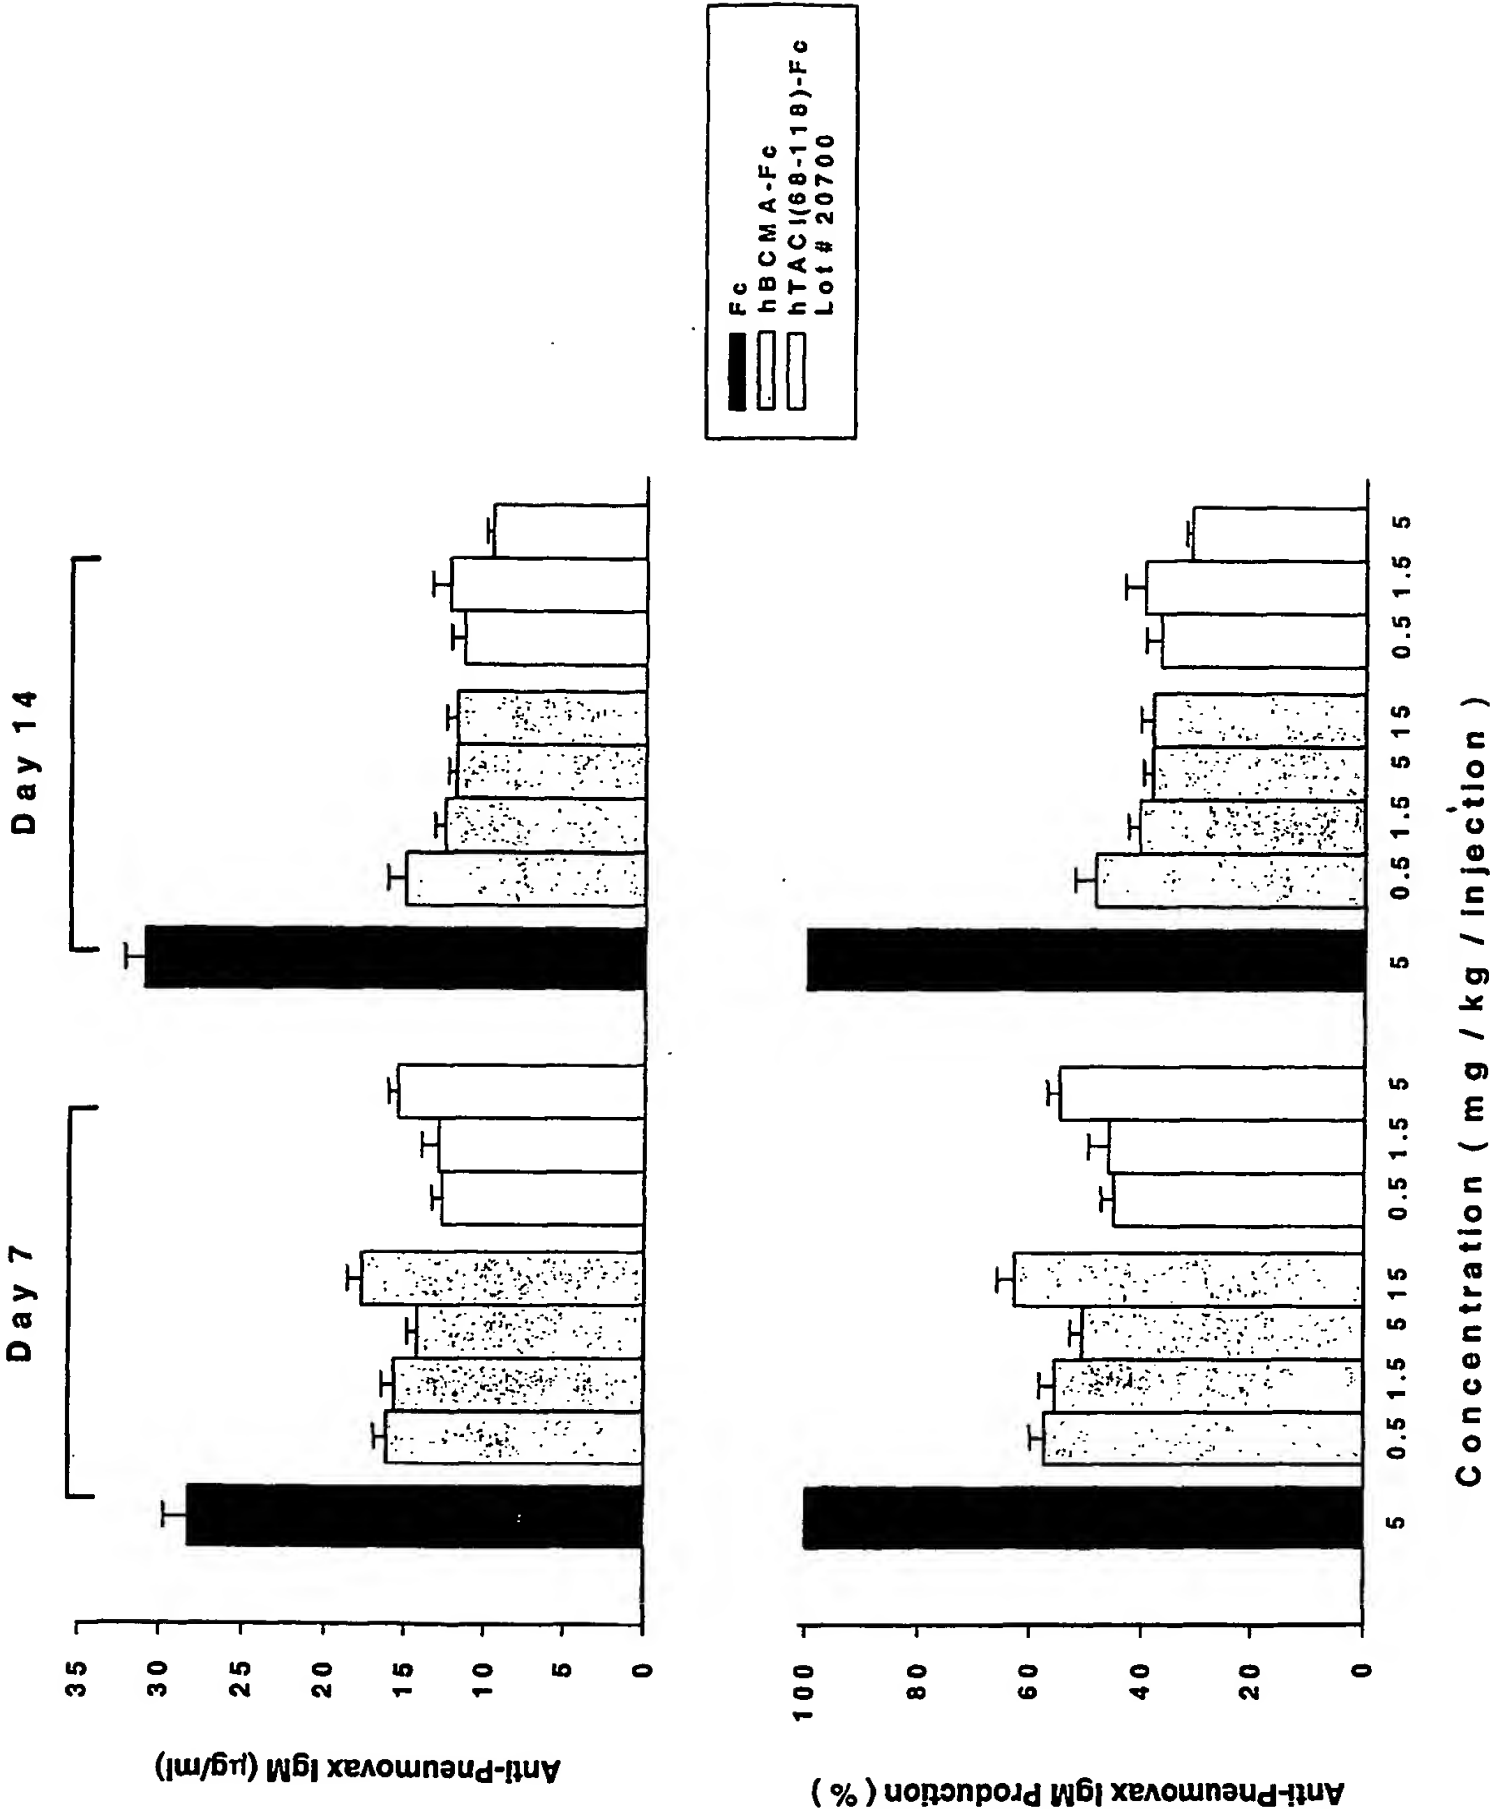 Day 7
Day 14
Anti-Pneumovax IgM (µg/ml)
35
30
25
20
15
10
5
0
Fc
hBCMA-Fc
hTACI(68-118)-Fc
Lot # 20700
Anti-Pneumovax IgM Production (%)
100
80
60
40
20
0
5 0.5 1.5 5 15 0.5 1.5 5 5 0.5 1.5 5 15 0.5 1.5 5
Concentration (mg/kg/injection)